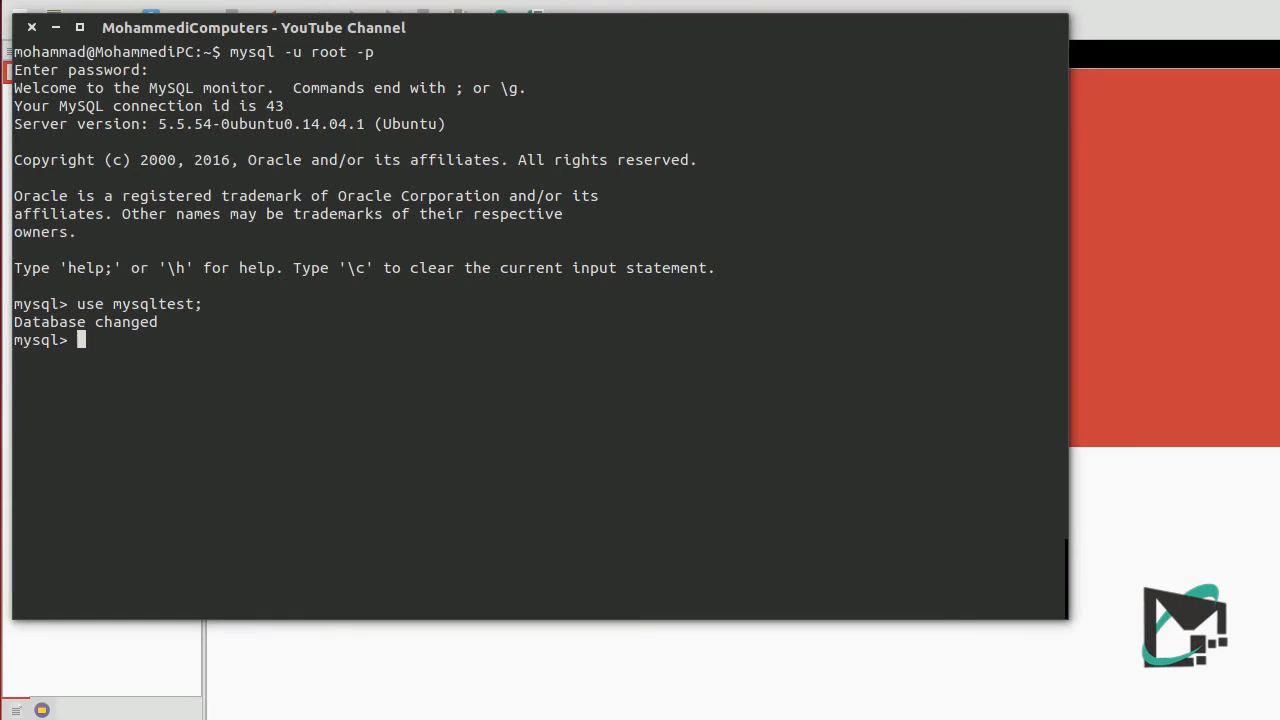 MohammediComputers - YouTube Channel
mohammad@MohammediPC:~$ mysql -u root -p
Enter password:
Welcome to the MySQL monitor.  Commands end with ; or \g.
Your MySQL connection id is 43
Server version: 5.5.54-0ubuntu0.14.04.1 (Ubuntu)
Copyright (c) 2000, 2016, Oracle and/or its affiliates. All rights reserved.
Oracle is a registered trademark of Oracle Corporation and/or its
affiliates. Other names may be trademarks of their respective
owners.
Type 'help;' or '\h' for help. Type '\c' to clear the current input statement.
mysql> use mysqltest;
Database changed
mysql>